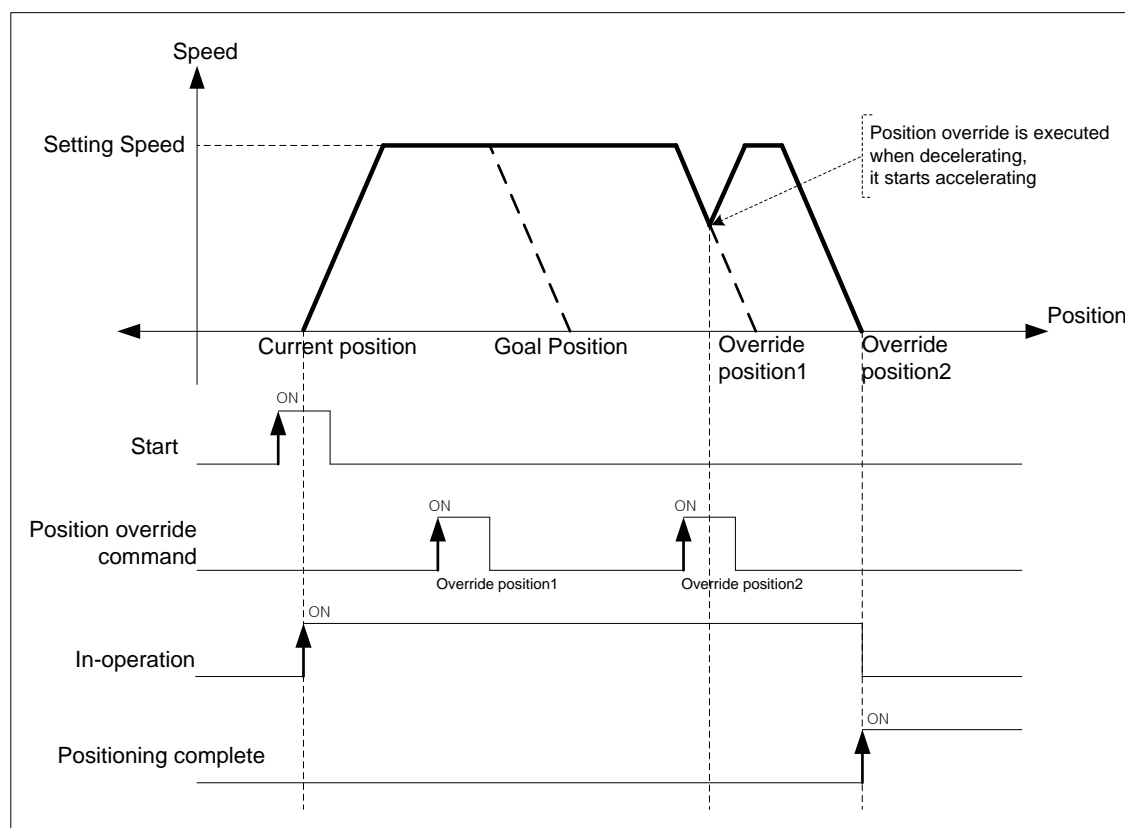 Speed
Setting Speed
Position override is executed
when decelerating,
it starts accelerating
Position
Current position
Goal Position
Override
position1
Override
position2
ON
Start
ON
ON
Position override
command
Override position1
Override position2
ON
In-operation
ON
Positioning complete